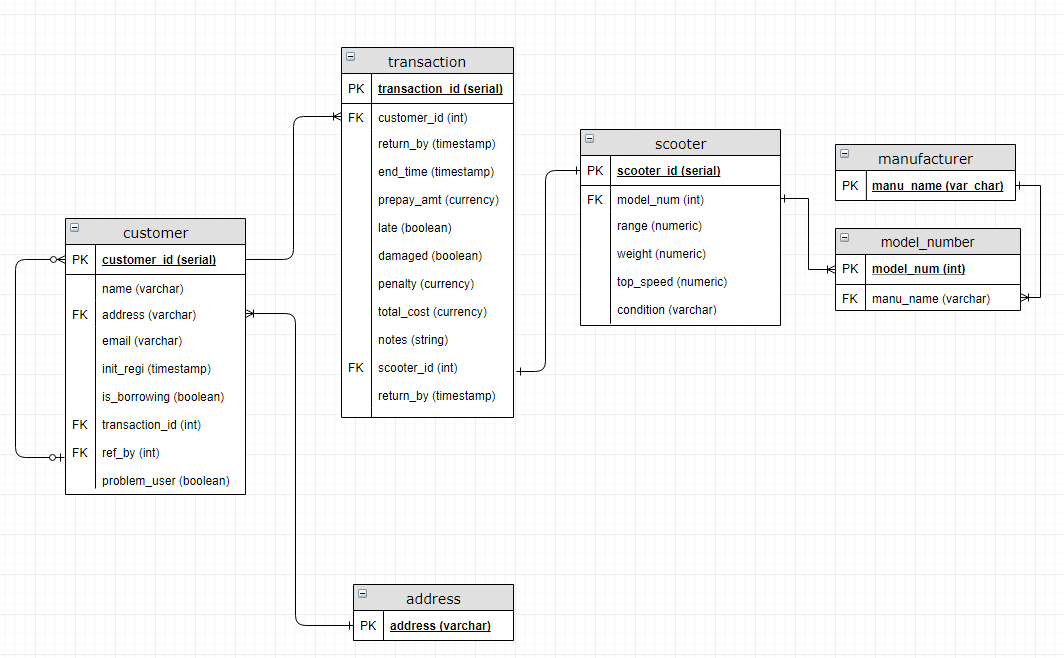 transaction
PK transaction_id (serial)
FK customer_id (int)
return_by (timestamp)
end_time (timestamp)
prepay_amt (currency)
late (boolean)
damaged (boolean)
penalty (currency)
total_cost (currency)
notes (string)
FK scooter_id (int)
return_by (timestamp)
scooter
PK scooter_id (serial)
FK model_num (int)
range (numeric)
weight (numeric)
top_speed (numeric)
condition (varchar)
manufacturer
PK manu_name (var_char)
model_number
PK model_num (int)
FK manu_name (varchar)
customer
PK customer_id (serial)
name (varchar)
FK address (varchar)
email (varchar)
init_regi (timestamp)
is_borrowing (boolean)
FK transaction_id (int)
FK ref_by (int)
problem_user (boolean)
address
PK address (varchar)